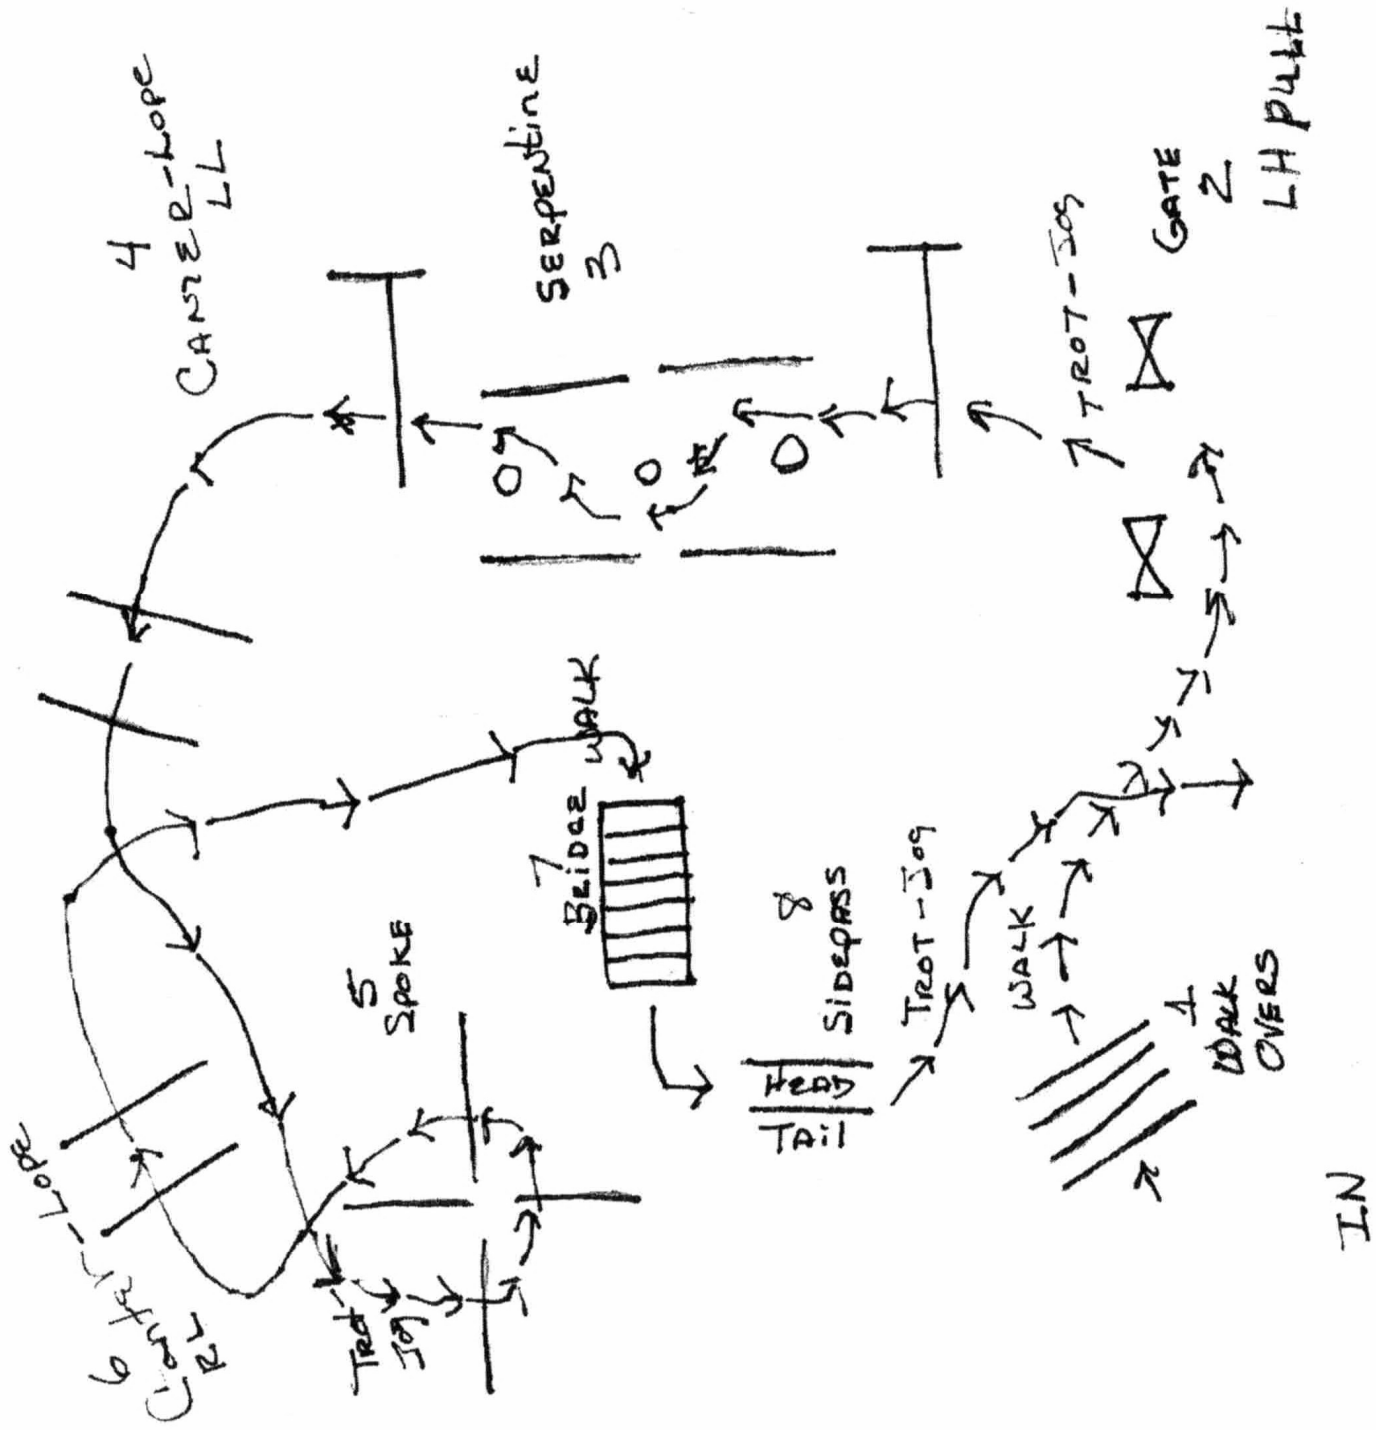 4
CANTER-LOPE
LL
SERPENTINE
3
TROT-JOG
GATE
2
LH PULL
WALK
7
BRIDGE
8
SIDEPASS
HEAD
TAIL
TROT-JOG
WALK
1
WALK
OVERS
IN
5
SPOKE
TROT-
JOG
6
Canter-Lope
RL